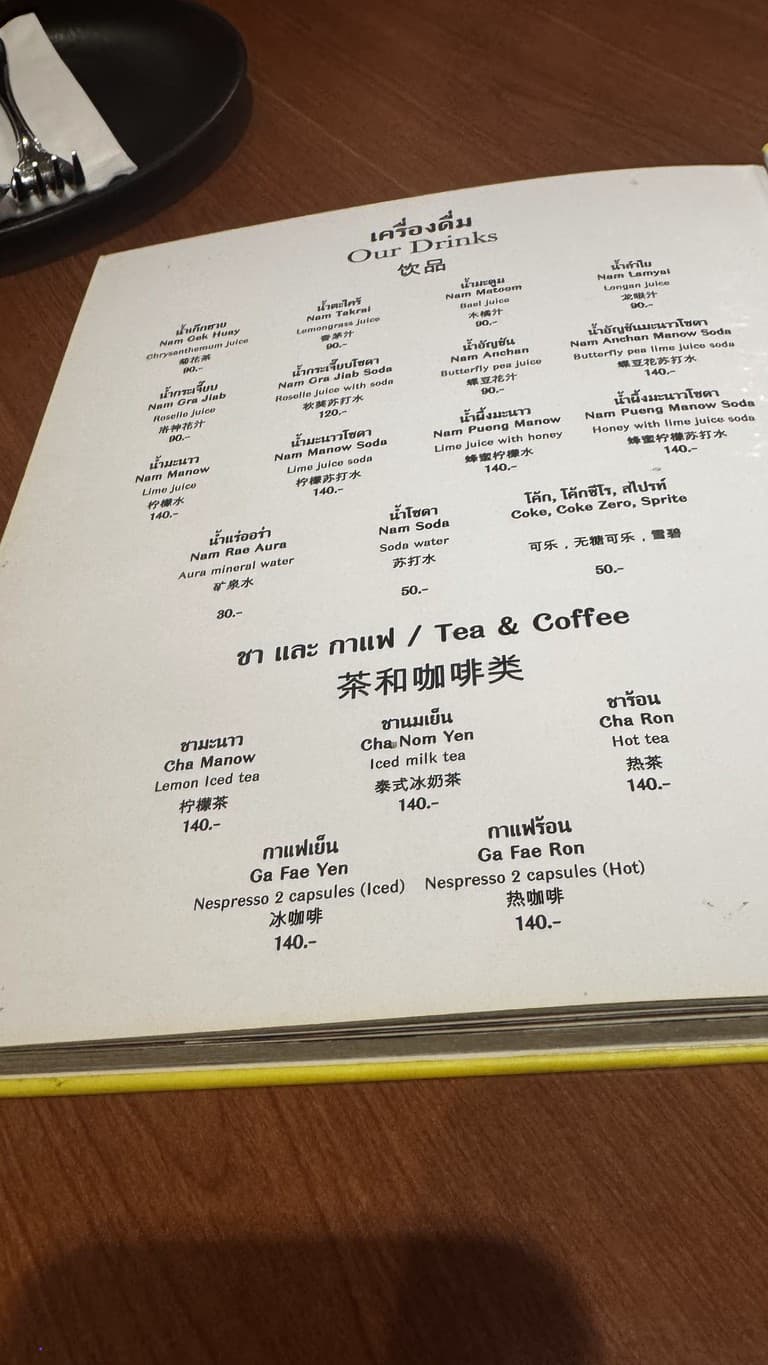 เครื่องดื่ม
Our Drinks
饮品
น้ำเก๊กฮวย
Nam Gek Huay
Chrysanthemum juice
菊花茶
90.-
น้ำตะไคร้
Nam Takrai
Lemongrass juice
香茅汁
90.-
น้ำมะตูม
Nam Matoom
Bael juice
木橘汁
90.-
น้ำลำไย
Nam Lamyai
Longan juice
龙眼汁
90.-
น้ำกระเจี๊ยบ
Nam Gra Jiab
Roselle juice
洛神花汁
90.-
น้ำกระเจี๊ยบโซดา
Nam Gra Jiab Soda
Roselle juice with soda
苏打水
120.-
น้ำอัญชัน
Nam Anchan
Butterfly pea juice
蝶豆花汁
90.-
น้ำอัญชันมะนาวโซดา
Nam Anchan Manow Soda
Butterfly pea lime juice soda
蝶豆花苏打水
140.-
น้ำมะนาว
Nam Manow
Lime juice
柠檬水
140.-
น้ำมะนาวโซดา
Nam Manow Soda
Lime juice soda
柠檬苏打水
140.-
น้ำผึ้งมะนาว
Nam Pueng Manow
Lime juice with honey
蜂蜜柠檬水
140.-
น้ำผึ้งมะนาวโซดา
Nam Pueng Manow Soda
Honey with lime juice soda
蜂蜜柠檬苏打水
140.-
น้ำแร่ออร่า
Nam Rae Aura
Aura mineral water
矿泉水
30.-
น้ำโซดา
Nam Soda
Soda water
苏打水
50.-
โค้ก, โค้กซีโร, สไปรท์
Coke, Coke Zero, Sprite
可乐，无糖可乐，雪碧
50.-
ชา และ กาแฟ / Tea & Coffee
茶和咖啡类
ชามะนาว
Cha Manow
Lemon Iced tea
柠檬茶
140.-
ชานมเย็น
Cha Nom Yen
Iced milk tea
泰式冰奶茶
140.-
ชาร้อน
Cha Ron
Hot tea
热茶
140.-
กาแฟเย็น
Ga Fae Yen
Nespresso 2 capsules (Iced)
冰咖啡
140.-
กาแฟร้อน
Ga Fae Ron
Nespresso 2 capsules (Hot)
热咖啡
140.-